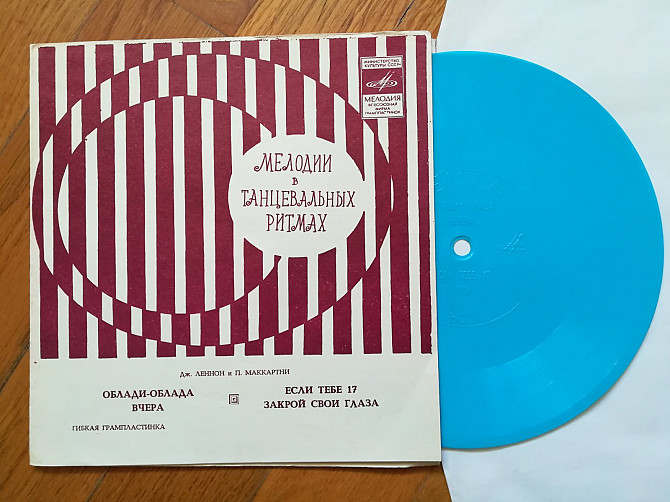 МИНИСТЕРСТВО
КУЛЬТУРЫ СССР
МЕЛОДИЯ
ВСЕСОЮЗНАЯ
ФИРМА
ГРАМПЛАСТИНОК
МЕЛОДИИ
В
ТАНЦЕВАЛЬНЫХ
РИТМАХ
Дж. ЛЕННОН и П. МАККАРТНИ
ОБЛАДИ-ОБЛАДА
ВЧЕРА
ЕСЛИ ТЕБЕ 17
ЗАКРОЙ СВОИ ГЛАЗА
ГИБКАЯ ГРАМПЛАСТИНКА